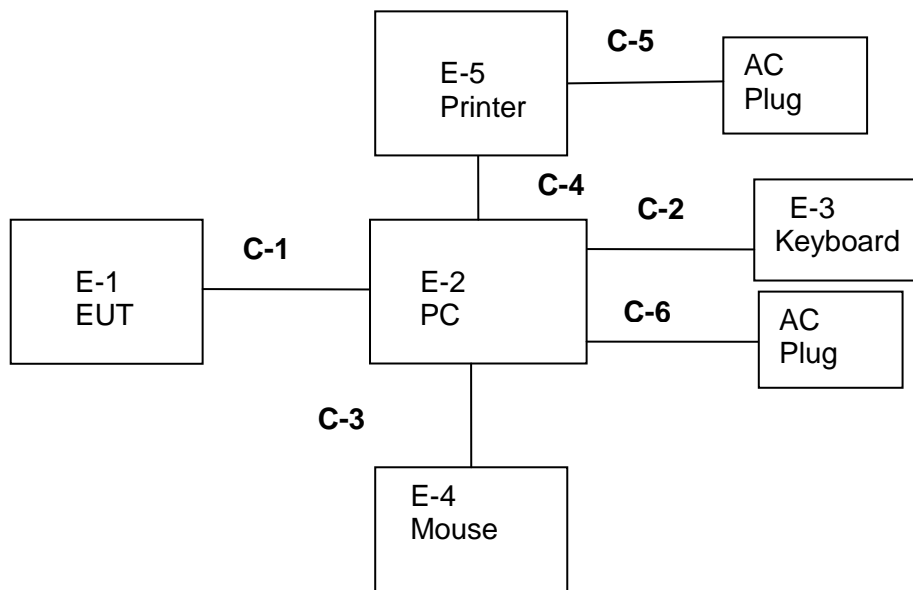 C-5
E-5
Printer
AC
Plug
C-4
C-2
E-3
Keyboard
C-1
E-1
EUT
E-2
PC
C-6
AC
Plug
C-3
E-4
Mouse